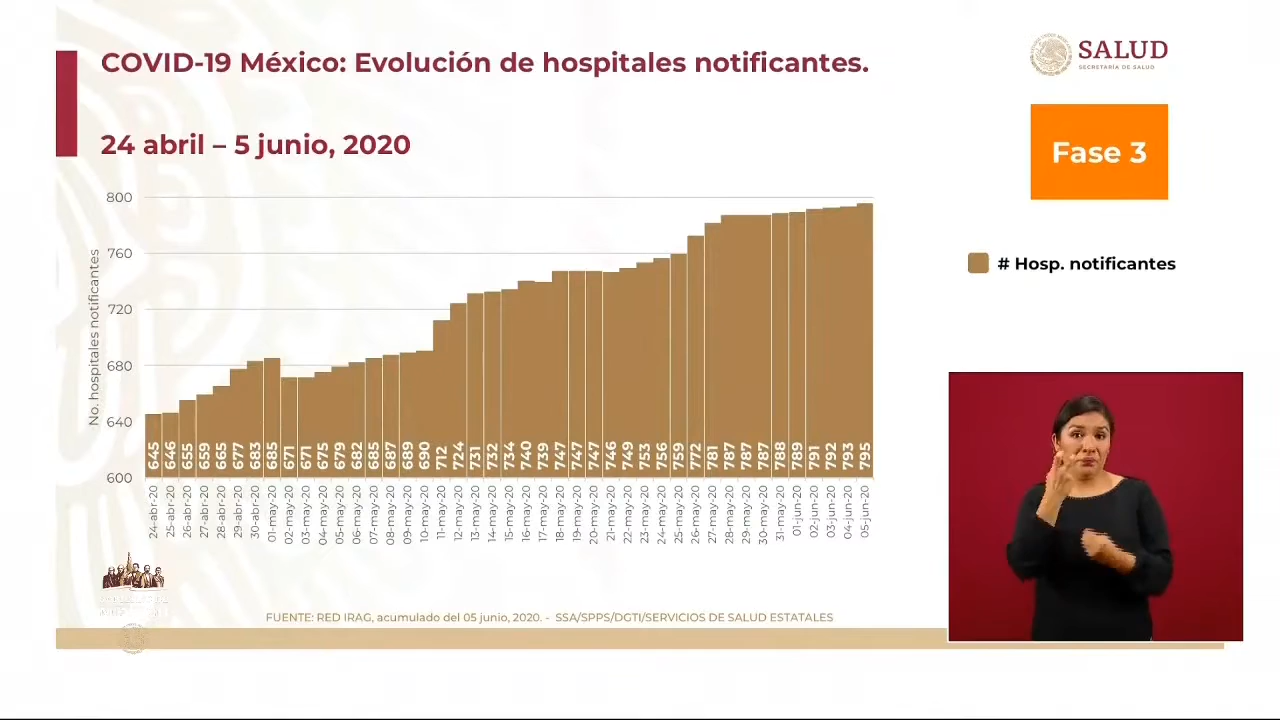 COVID-19 México: Evolución de hospitales notificantes.
24 abril – 5 junio, 2020
SALUD
SECRETARÍA DE SALUD
Fase 3
# Hosp. notificantes
No. hospitales notificantes
800
760
720
680
640
600
645 646 655 659 665 677 683 685 671 671 675 679 682 685 687 689 690 712 724 731 732 734 740 739 747 747 747 746 749 753 756 759 772 781 787 787 787 788 789 791 792 793 795
24-abr-20 25-abr-20 26-abr-20 27-abr-20 28-abr-20 29-abr-20 30-abr-20 01-may-20 02-may-20 03-may-20 04-may-20 05-may-20 06-may-20 07-may-20 08-may-20 09-may-20 10-may-20 11-may-20 12-may-20 13-may-20 14-may-20 15-may-20 16-may-20 17-may-20 18-may-20 19-may-20 20-may-20 21-may-20 22-may-20 23-may-20 24-may-20 25-may-20 26-may-20 27-may-20 28-may-20 29-may-20 30-may-20 31-may-20 01-jun-20 02-jun-20 03-jun-20 04-jun-20 05-jun-20
FUENTE: RED IRAG, acumulado del 05 junio, 2020. - SSA/SPPS/DGTI/SERVICIOS DE SALUD ESTATALES